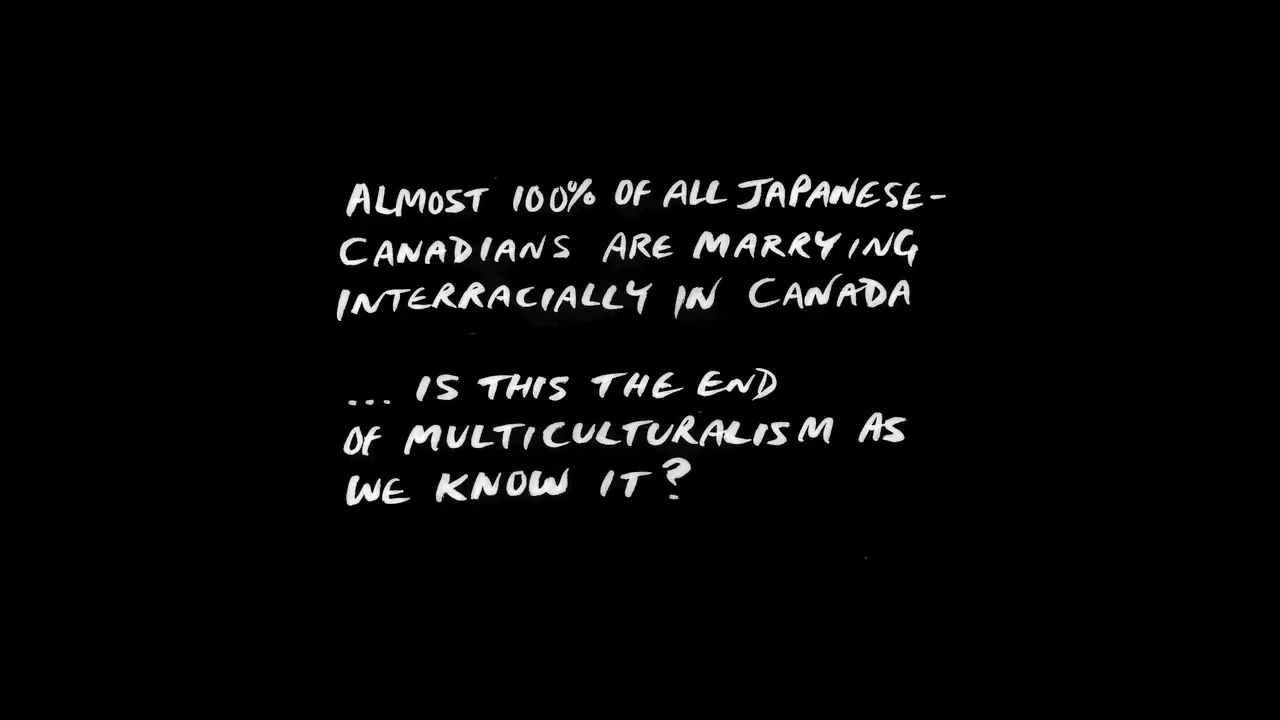 ALMOST 100% OF ALL JAPANESE-
CANADIANS ARE MARRYING
INTERRACIALLY IN CANADA
... IS THIS THE END
OF MULTICULTURALISM AS
WE KNOW IT?